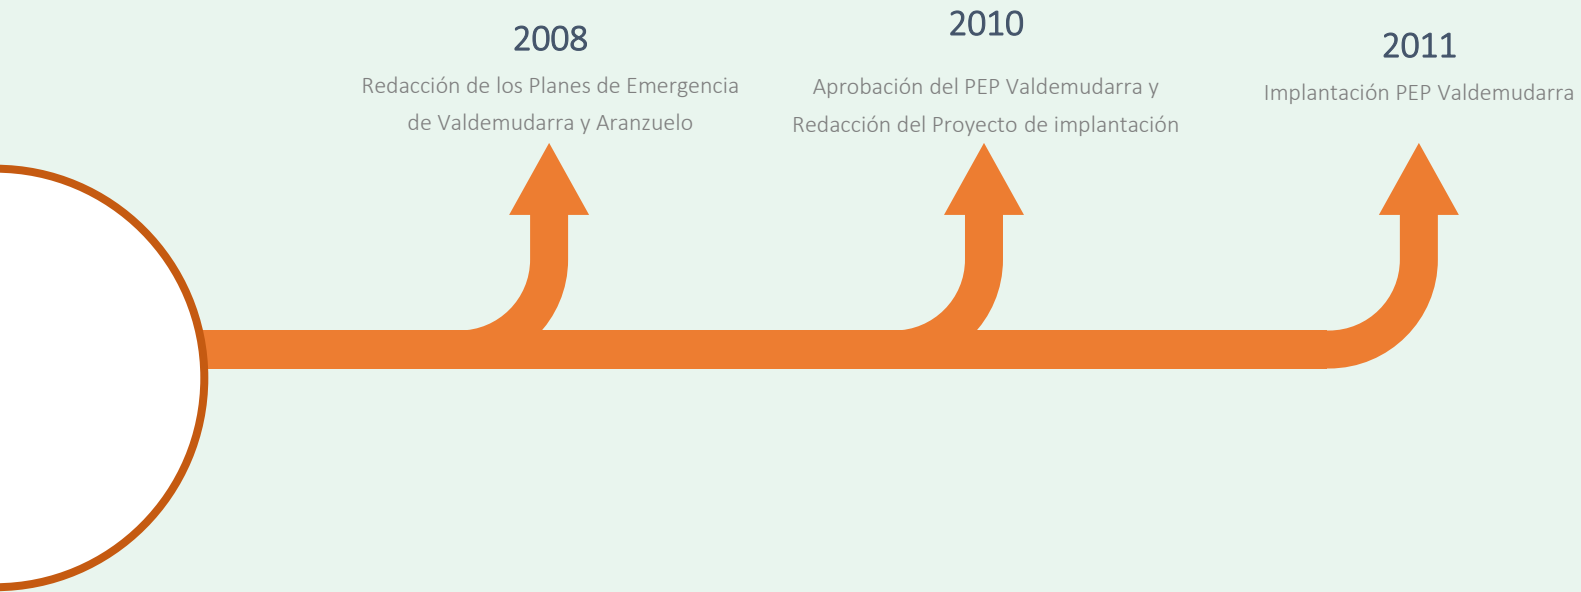 2008
Redacción de los Planes de Emergencia
de Valdemudarra y Aranzuelo
2010
Aprobación del PEP Valdemudarra y
Redacción del Proyecto de implantación
2011
Implantación PEP Valdemudarra